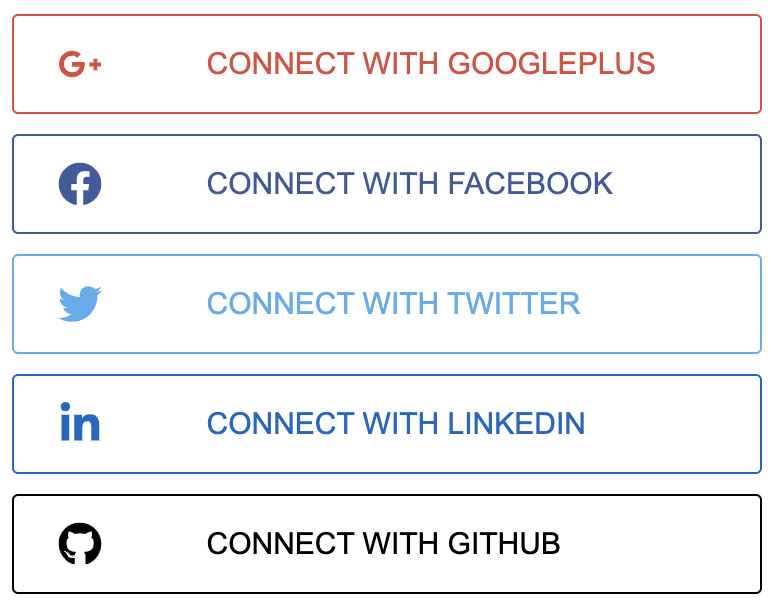 G+ CONNECT WITH GOOGLEPLUS
f CONNECT WITH FACEBOOK
CONNECT WITH TWITTER
in CONNECT WITH LINKEDIN
CONNECT WITH GITHUB